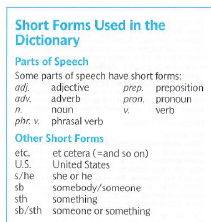 Short Forms Used in the
Dictionary
Parts of Speech
Some parts of speech have short forms:
adj. adjective prep. preposition
adv. adverb pron. pronoun
n. noun v. verb
phr. v. phrasal verb
Other Short Forms
etc. et cetera (=and so on)
U.S. United States
s/he she or he
sb somebody/someone
sth something
sb/sth someone or something